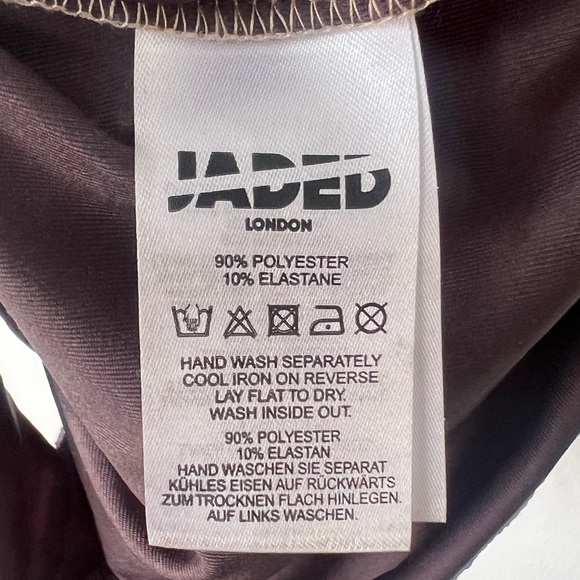 JADED
LONDON
90% POLYESTER
10% ELASTANE
HAND WASH SEPARATELY
COOL IRON ON REVERSE
LAY FLAT TO DRY.
WASH INSIDE OUT.
90% POLYESTER
10% ELASTAN
HAND WASCHEN SIE SEPARAT
KÜHLES EISEN AUF RÜCKWÄRTS
ZUM TROCKNEN FLACH HINLEGEN.
AUF LINKS WASCHEN.